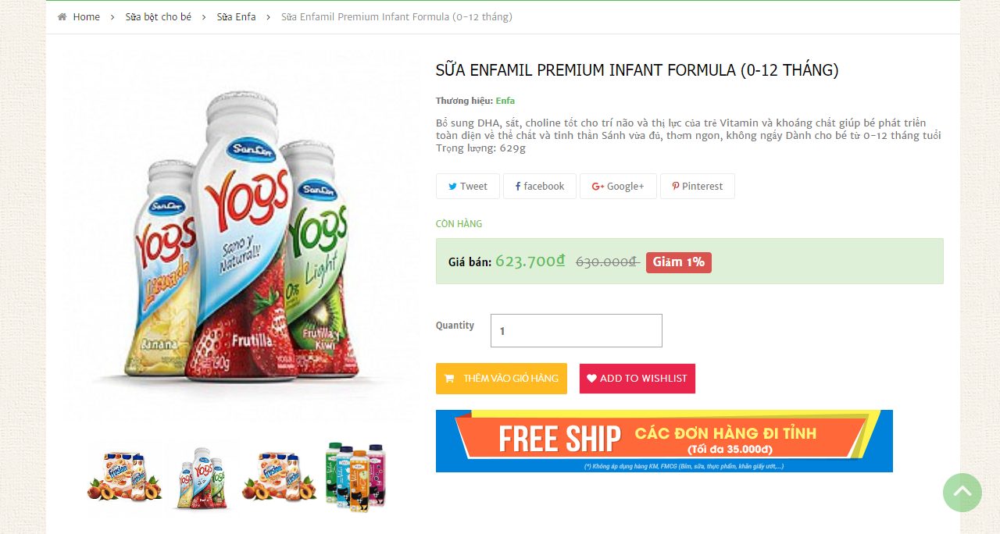 Home > Sữa bột cho bé > Sữa Enfa > Sữa Enfamil Premium Infant Formula (0-12 tháng)
SỮA ENFAMIL PREMIUM INFANT FORMULA (0-12 THÁNG)
Thương hiệu: Enfa
Bổ sung DHA, sắt, choline tốt cho trí não và thị lực của trẻ Vitamin và khoáng chất giúp bé phát triển
toàn diện về thể chất và tinh thần Sánh vừa đủ, thơm ngon, không ngấy Dành cho bé từ 0-12 tháng tuổi
Trọng lượng: 629g
Tweet facebook Google+ Pinterest
CÒN HÀNG
Giá bán: 623.700₫ 630.000₫ Giảm 1%
Quantity 1
THÊM VÀO GIỎ HÀNG ADD TO WISHLIST
FREE SHIP CÁC ĐƠN HÀNG ĐI TỈNH
(Tối đa 35.000đ)
(*) Không áp dụng hàng KM, FMCG (Bỉm, sữa, thực phẩm, khăn giấy ướt,...)
SanCor
Yogs
Sano y
Natural!
Frutilla
190g
SanCor
Yogs
Licuado
Banana
SanCor
Yogs
Light
0%
Frutilla y
Kiwi